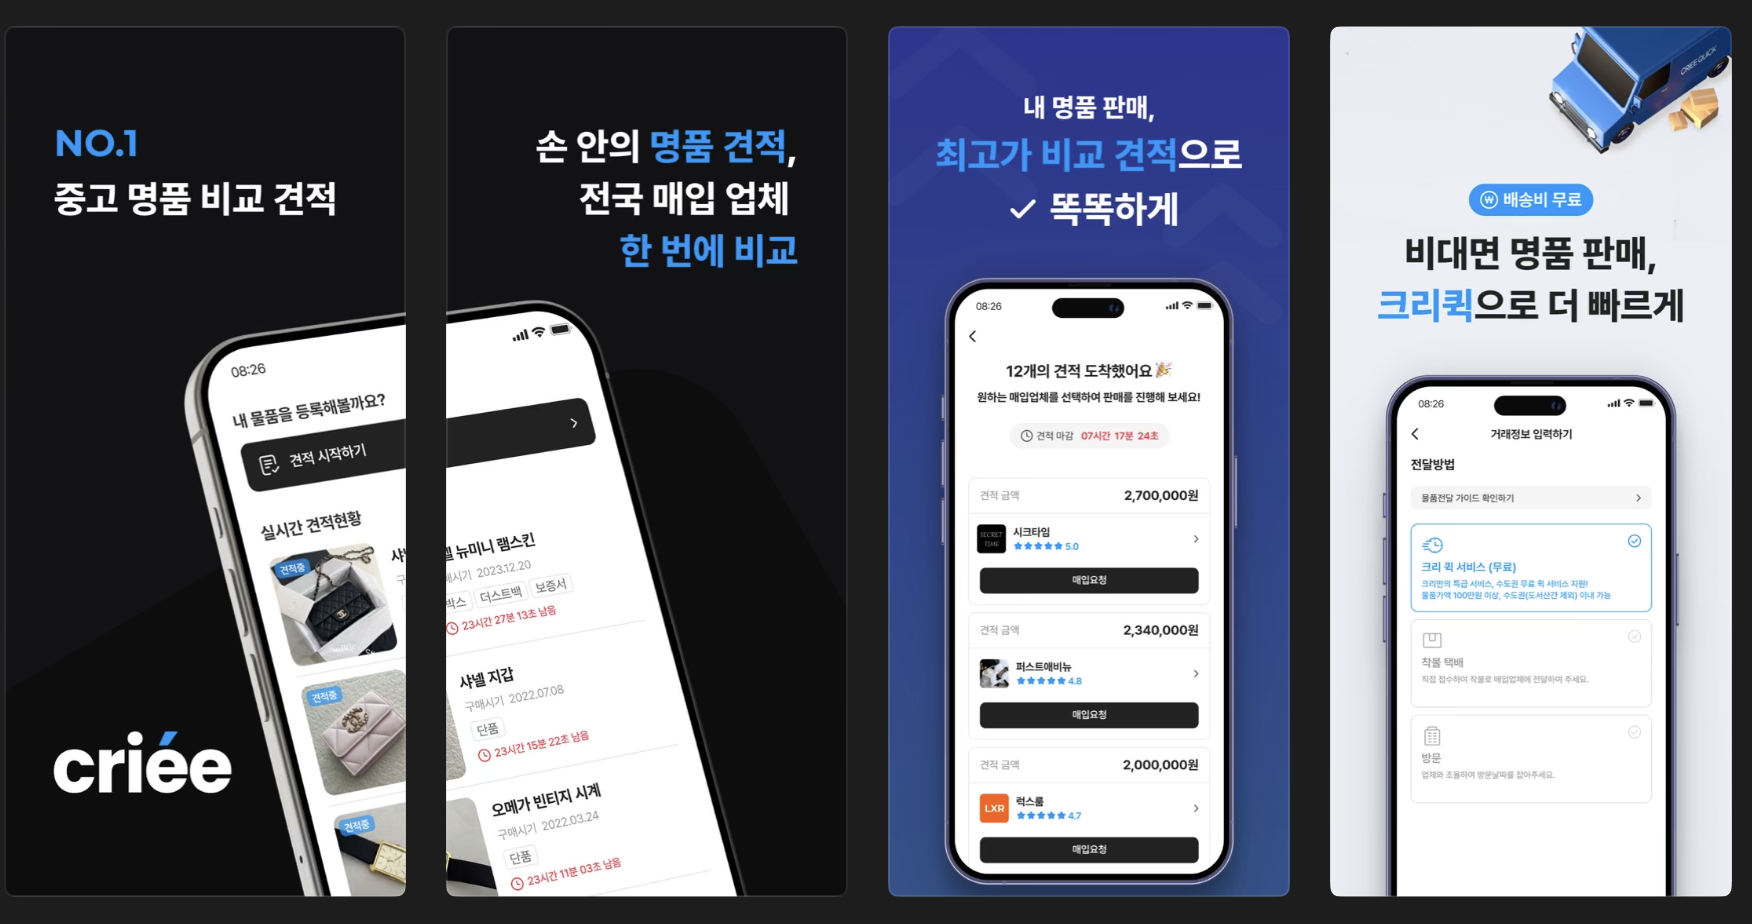 NO.1
중고 명품 비교 견적
08:26
내 물품을 등록해볼까요?
견적 시작하기
실시간 견적현황
견적중
견적중
견적중
criée
손 안의 명품 견적,
전국 매입 업체
한 번에 비교
뉴미니 램스킨
2023.12.20
박스 더스트백 보증서
23시간 27분 13초 남음
샤넬 지갑
구매시기 2022.07.08
단품
23시간 15분 22초 남음
오메가 빈티지 시계
구매시기 2022.03.24
단품
23시간 11분 03초 남음
내 명품 판매,
최고가 비교 견적으로
똑똑하게
08:26
12개의 견적 도착했어요
원하는 매입업체를 선택하여 판매를 진행해 보세요!
견적 마감 07시간 17분 24초
견적 금액 2,700,000원
SECRET
TIME
시크타임
5.0
매입요청
견적 금액 2,340,000원
퍼스트애비뉴
4.8
매입요청
견적 금액 2,000,000원
LXR
럭스룸
4.7
매입요청
CRIEE QUICK
₩ 배송비 무료
비대면 명품 판매,
크리퀵으로 더 빠르게
08:26
거래정보 입력하기
전달방법
물품전달 가이드 확인하기
크리 퀵 서비스 (무료)
크리만의 특급 서비스, 수도권 무료 퀵 서비스 지원!
물품가액 100만원 이상, 수도권(도서산간 제외) 이내 가능
착불 택배
직접 접수하여 착불로 매입업체에 전달하여 주세요.
방문
업체와 조율하여 방문날짜를 잡아주세요.